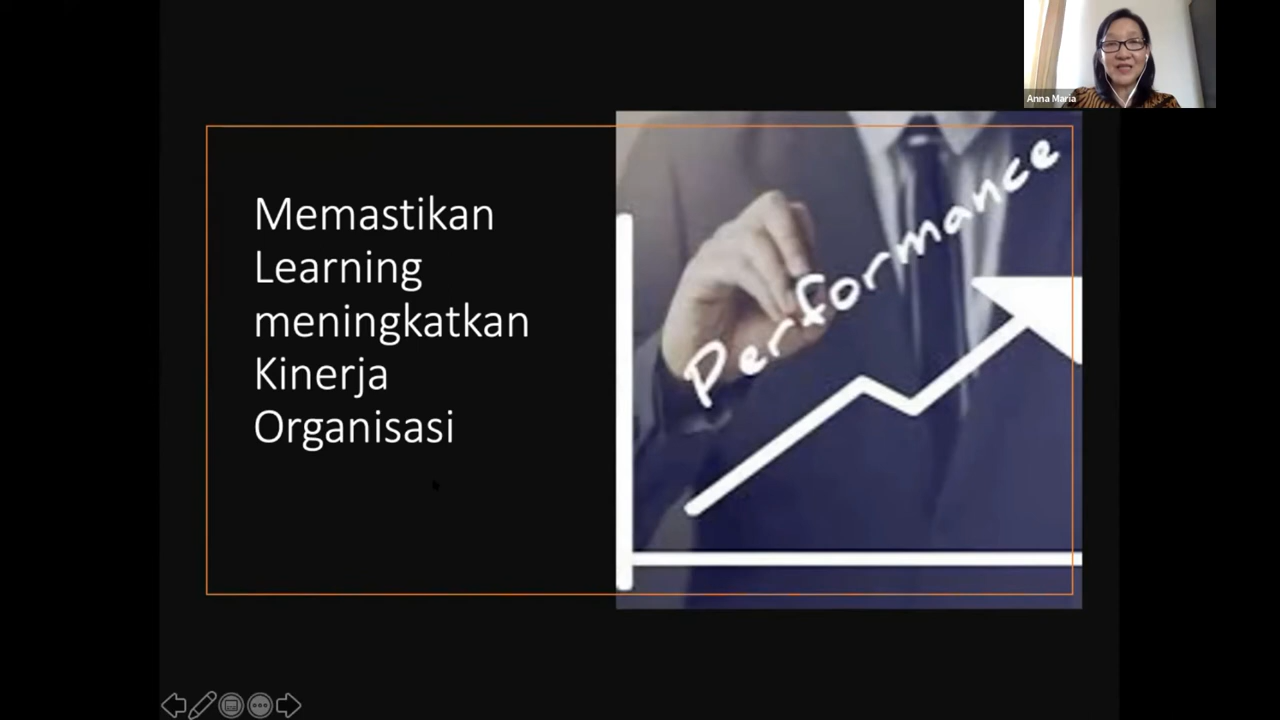 Anna Maria
Memastikan
Learning
meningkatkan
Kinerja
Organisasi
Performance